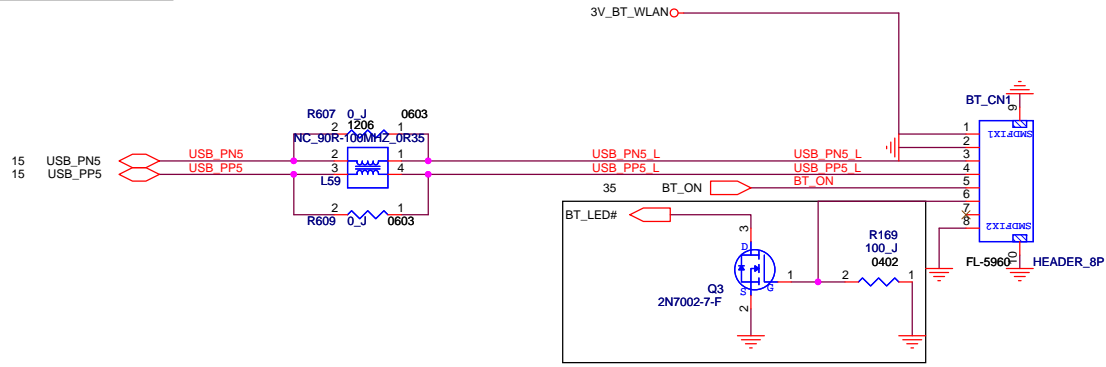 3V_BT_WLAN
BT_CN1
9
R607 0_J 0603
2 1206 1
NC_90R-100MHZ_0R35
1 SMDFIX1
2
15 USB_PN5 USB_PN5 2 1 USB_PN5_L USB_PN5_L 3
15 USB_PP5 USB_PP5 3 4 USB_PP5_L USB_PP5_L 4
L59
35 BT_ON BT_ON 5
6
2 1
R609 0_J 0603
BT_LED# 7
8 SMDFIX2
3
R169
100_J
0402
D
FL-5960 10 HEADER_8P
1 2 1
S G
Q3
2N7002-7-F
2